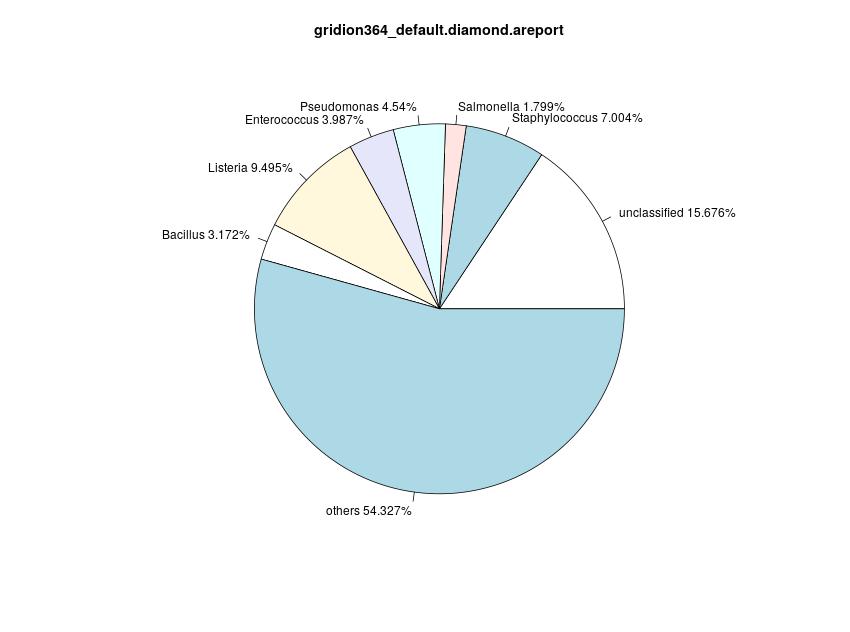 gridion364_default.diamond.areport
Pseudomonas 4.54%
Salmonella 1.799%
Enterococcus 3.987%
Staphylococcus 7.004%
Listeria 9.495%
unclassified 15.676%
Bacillus 3.172%
others 54.327%